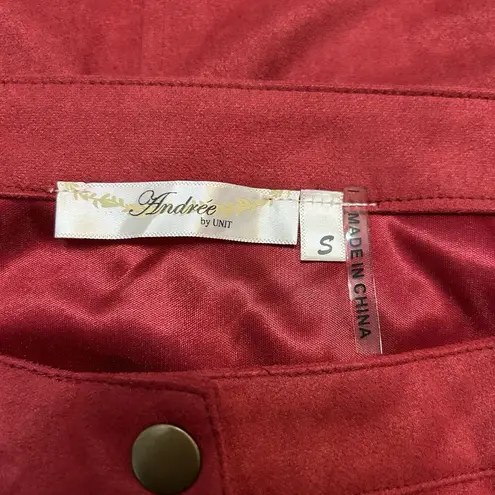 Andrée
by UNIT
S
MADE IN CHINA